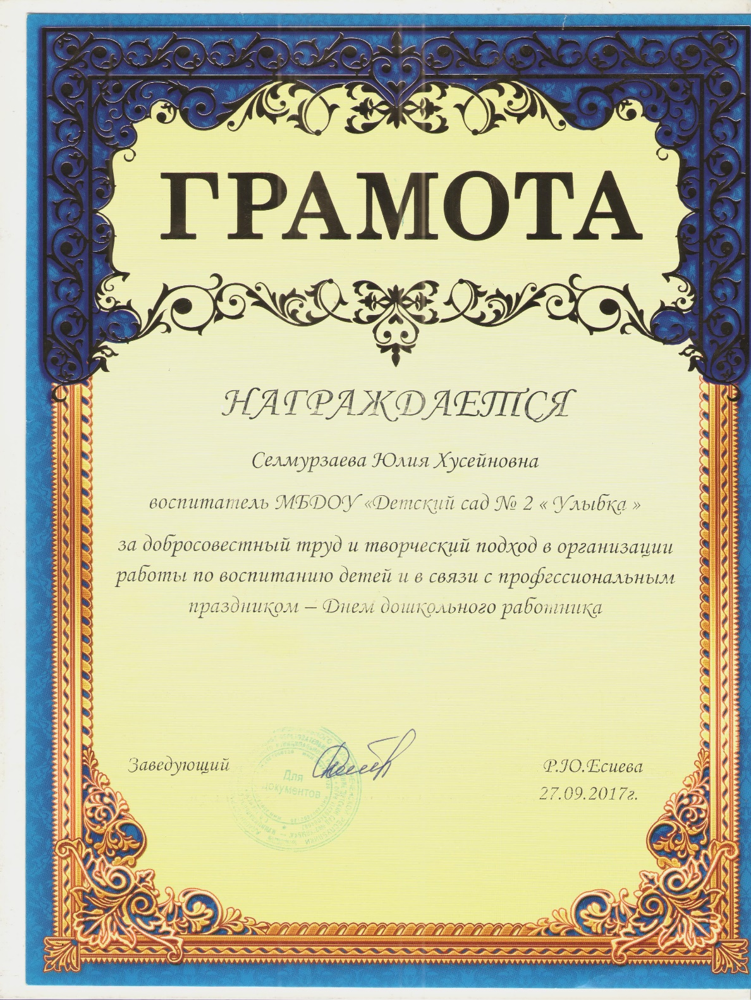 ГРАМОТА
НАГРАЖДАЕТСЯ
Селмурзаева Юлия Хусейновна
воспитатель МБДОУ «Детский сад № 2 « Улыбка »
за добросовестный труд и творческий подход в организации
работы по воспитанию детей и в связи с профессиональным
праздником – Днем дошкольного работника
Заведующий
Р.Ю.Есиева
27.09.2017г.
Для
документов